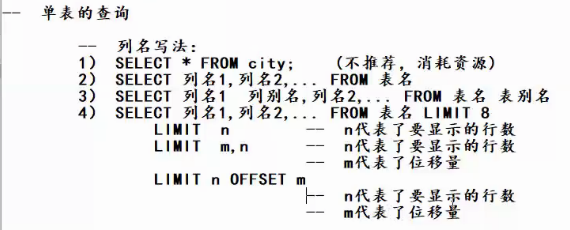 -- 单表的查询
-- 列名写法：
1) SELECT * FROM city; (不推荐，消耗资源)
2) SELECT 列名1,列名2,... FROM 表名
3) SELECT 列名1 列别名,列名2,... FROM 表名 表别名
4) SELECT 列名1,列名2,... FROM 表名 LIMIT 8
LIMIT n -- n代表了要显示的行数
LIMIT m,n -- n代表了要显示的行数
-- m代表了位移量
LIMIT n OFFSET m
-- n代表了要显示的行数
-- m代表了位移量